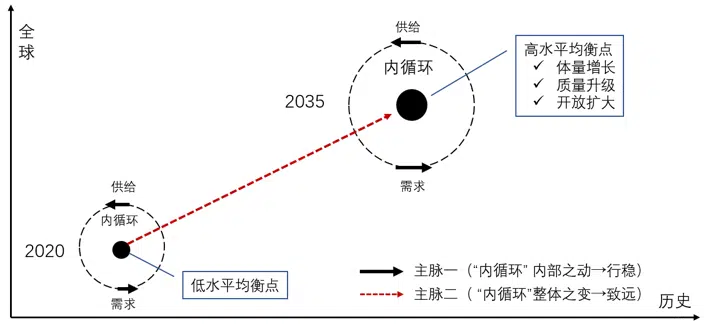 全
球
供给
内循环
2035
需求
高水平均衡点
✓ 体量增长
✓ 质量升级
✓ 开放扩大
供给
内循环
2020
需求
低水平均衡点
主脉一（“内循环” 内部之动→行稳）
主脉二（ “内循环”整体之变→致远）
历史